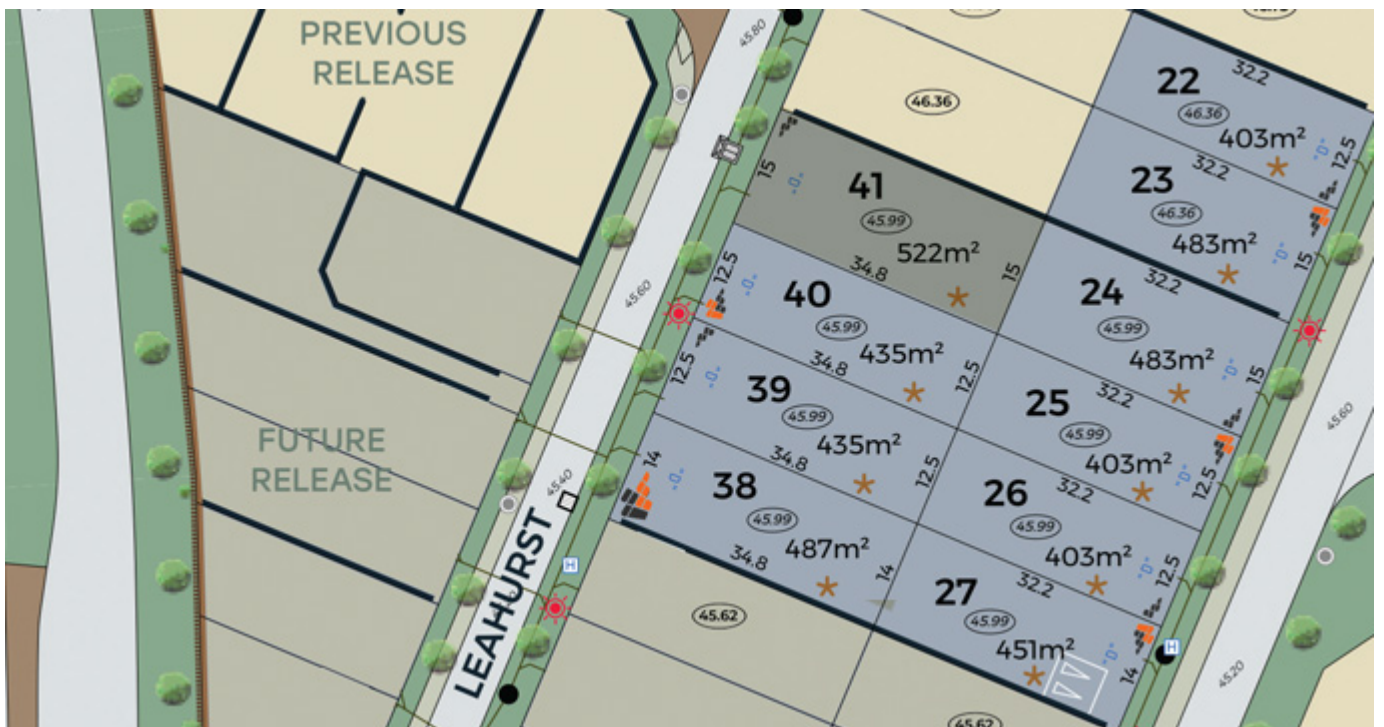 PREVIOUS
RELEASE
45.80
46.36
32.2
22
46.36
403m²
"D"
12.5
32.2
23
46.36
483m²
"D"
15
32.2
15
"D"
41
45.99
522m²
15
34.8
24
45.99
483m²
"D"
15
45.60
12.5
"D"
40
45.99
435m²
12.5
34.8
32.2
25
45.99
403m²
"D"
12.5
45.60
12.5
"D"
39
45.99
435m²
12.5
34.8
32.2
26
45.99
403m²
"D"
12.5
FUTURE
RELEASE
45.40
14
"D"
38
45.99
487m²
14
34.8
32.2
27
45.99
451m²
"D"
14
H
H
LEAHURST
45.62
45.20
45.62